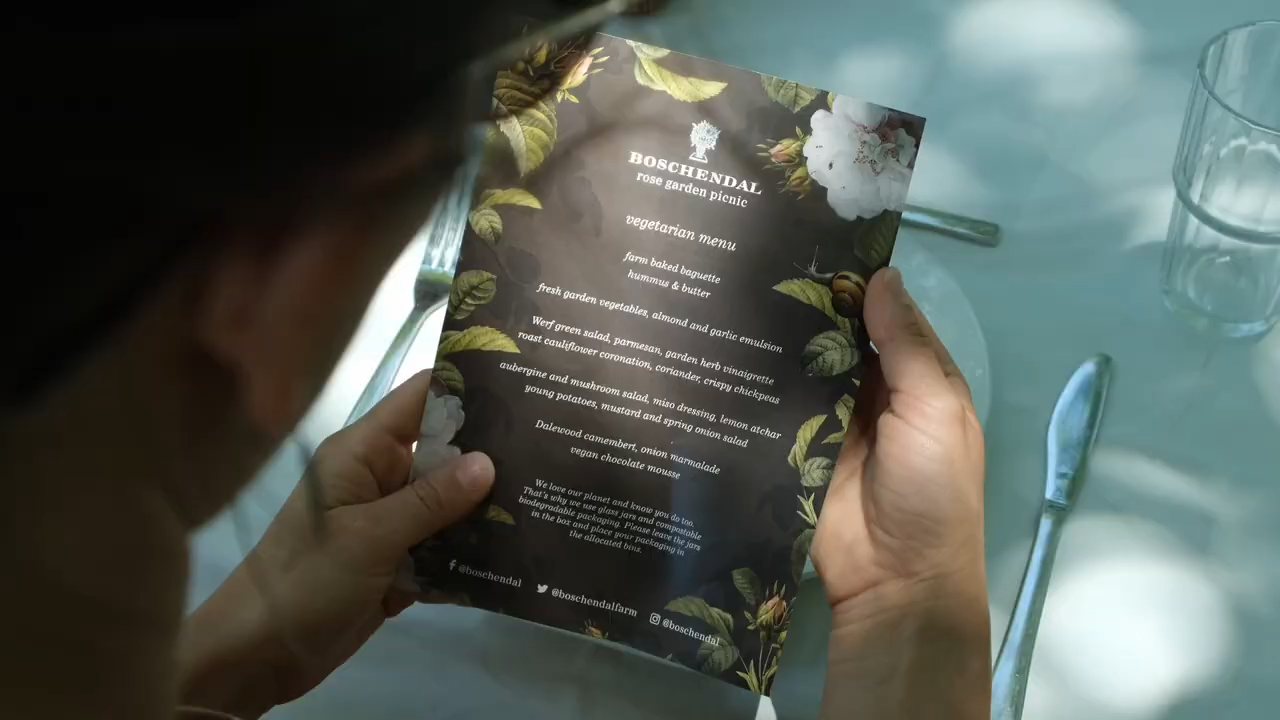 BOSCHENDAL
rose garden picnic
vegetarian menu
farm baked baguette
hummus & butter
fresh garden vegetables, almond and garlic emulsion
Werf green salad, parmesan, garden herb vinaigrette
roast cauliflower coronation, coriander, crispy chickpeas
aubergine and mushroom salad, miso dressing, lemon atchar
young potatoes, mustard and spring onion salad
Dalewood camembert, onion marmalade
vegan chocolate mousse
We love our planet and know you do too.
That's why we use glass jars and compostable
biodegradable packaging. Please leave the jars
in the box and place your packaging in
the allocated bins.
@boschendal
@boschendalfarm
@boschendal